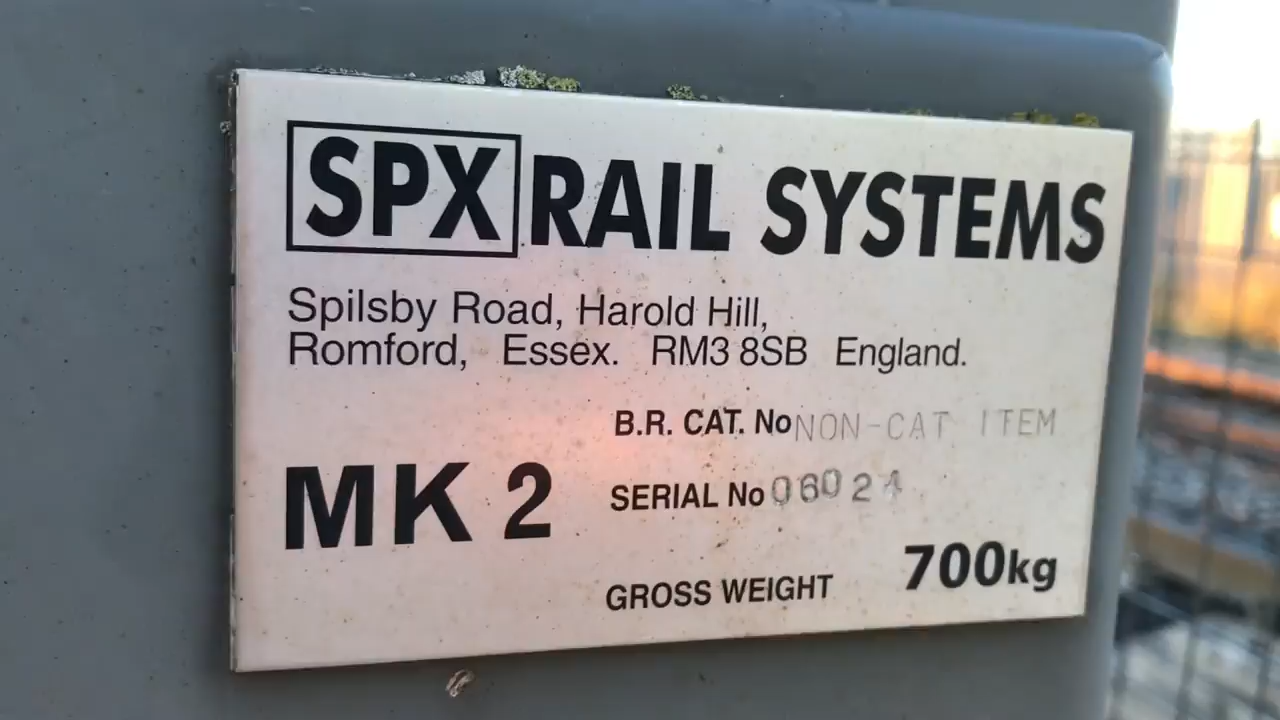 SPX RAIL SYSTEMS
Spilsby Road, Harold Hill,
Romford, Essex. RM3 8SB England.
B.R. CAT. No NON-CAT ITEM
MK 2 SERIAL No 06024
GROSS WEIGHT 700kg